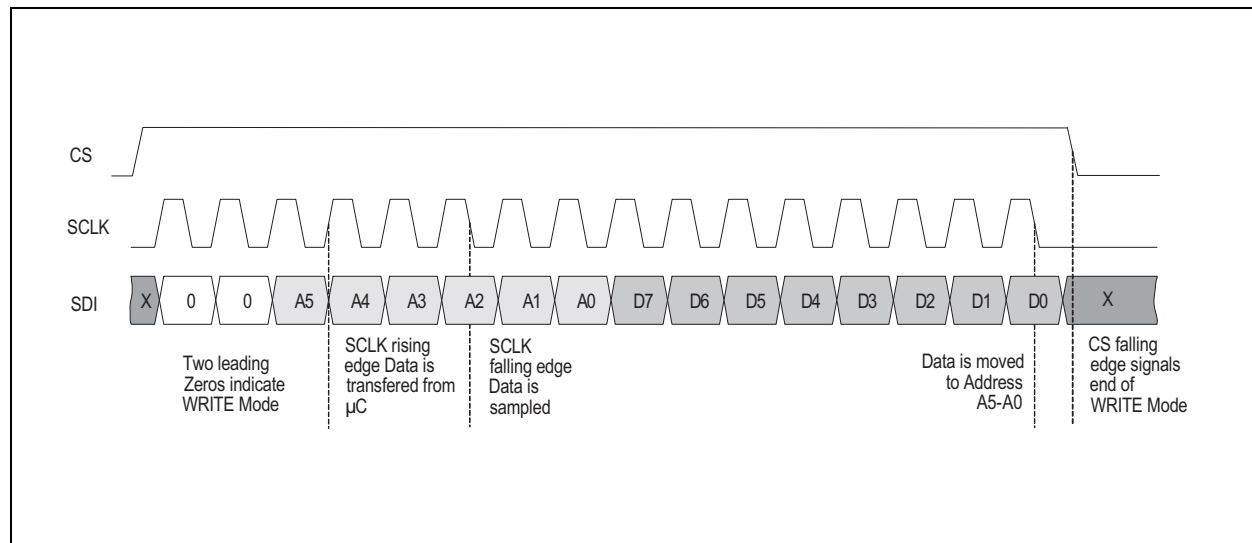 CS
SCLK
SDI
X 0 0 A5 A4 A3 A2 A1 A0 D7 D6 D5 D4 D3 D2 D1 D0 X
Two leading
Zeros indicate
WRITE Mode
SCLK rising
edge Data is
transfered from
µC
SCLK
falling edge
Data is
sampled
Data is moved
to Address
A5-A0
CS falling
edge signals
end of
WRITE Mode